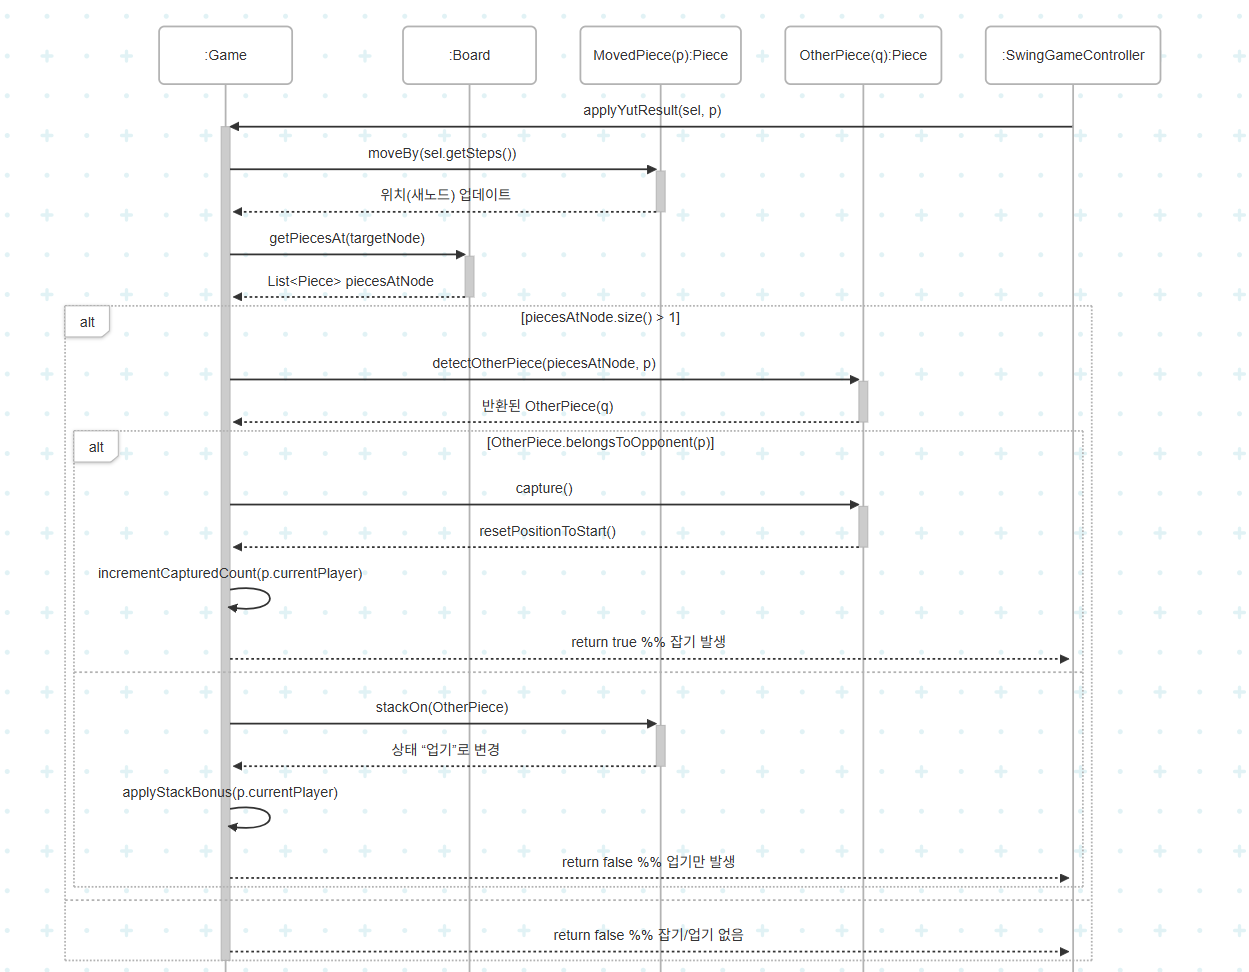 :Game
:Board
MovedPiece(p):Piece
OtherPiece(q):Piece
:SwingGameController
applyYutResult(sel, p)
moveBy(sel.getSteps())
위치(새노드) 업데이트
getPiecesAt(targetNode)
List<Piece> piecesAtNode
alt
[piecesAtNode.size() > 1]
detectOtherPiece(piecesAtNode, p)
반환된 OtherPiece(q)
alt
[OtherPiece.belongsToOpponent(p)]
capture()
resetPositionToStart()
incrementCapturedCount(p.currentPlayer)
return true %% 잡기 발생
stackOn(OtherPiece)
상태 “업기”로 변경
applyStackBonus(p.currentPlayer)
return false %% 업기만 발생
return false %% 잡기/업기 없음